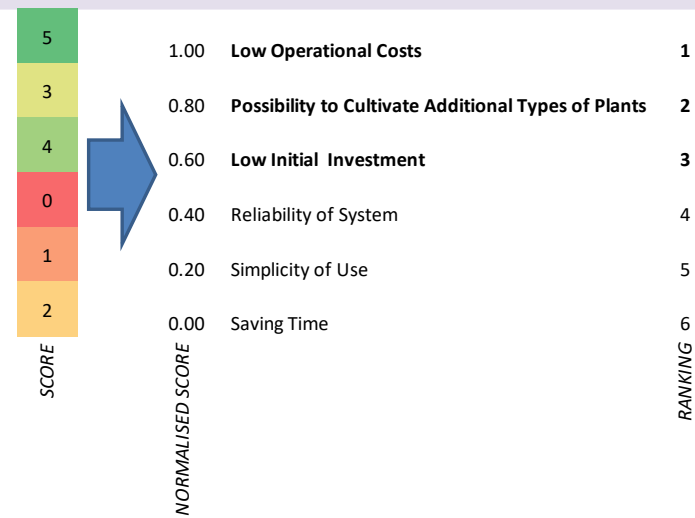 5
3
4
0
1
2
SCORE
1.00 Low Operational Costs 1
0.80 Possibility to Cultivate Additional Types of Plants 2
0.60 Low Initial Investment 3
0.40 Reliability of System 4
0.20 Simplicity of Use 5
0.00 Saving Time 6
NORMALISED SCORE
RANKING